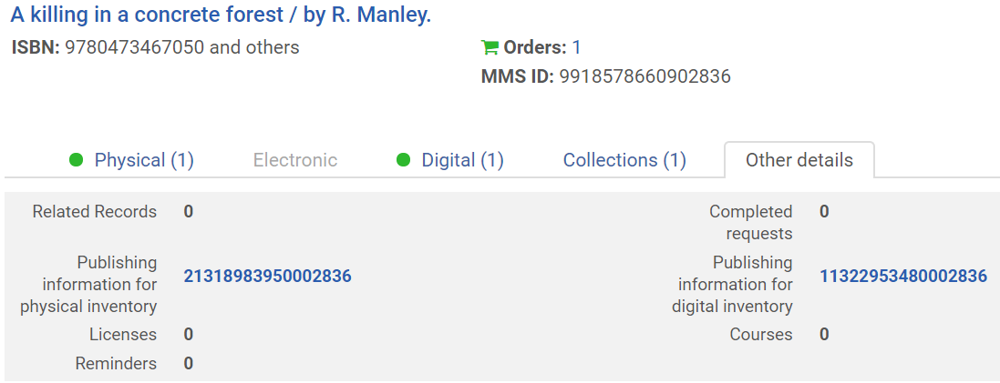 A killing in a concrete forest / by R. Manley.
ISBN: 9780473467050 and others
Orders: 1
MMS ID: 9918578660902836
Physical (1)
Electronic
Digital (1)
Collections (1)
Other details
Related Records 0
Completed
requests 0
Publishing
information for
physical inventory
21318983950002836
Publishing
information for
digital inventory
11322953480002836
Licenses 0
Courses 0
Reminders 0